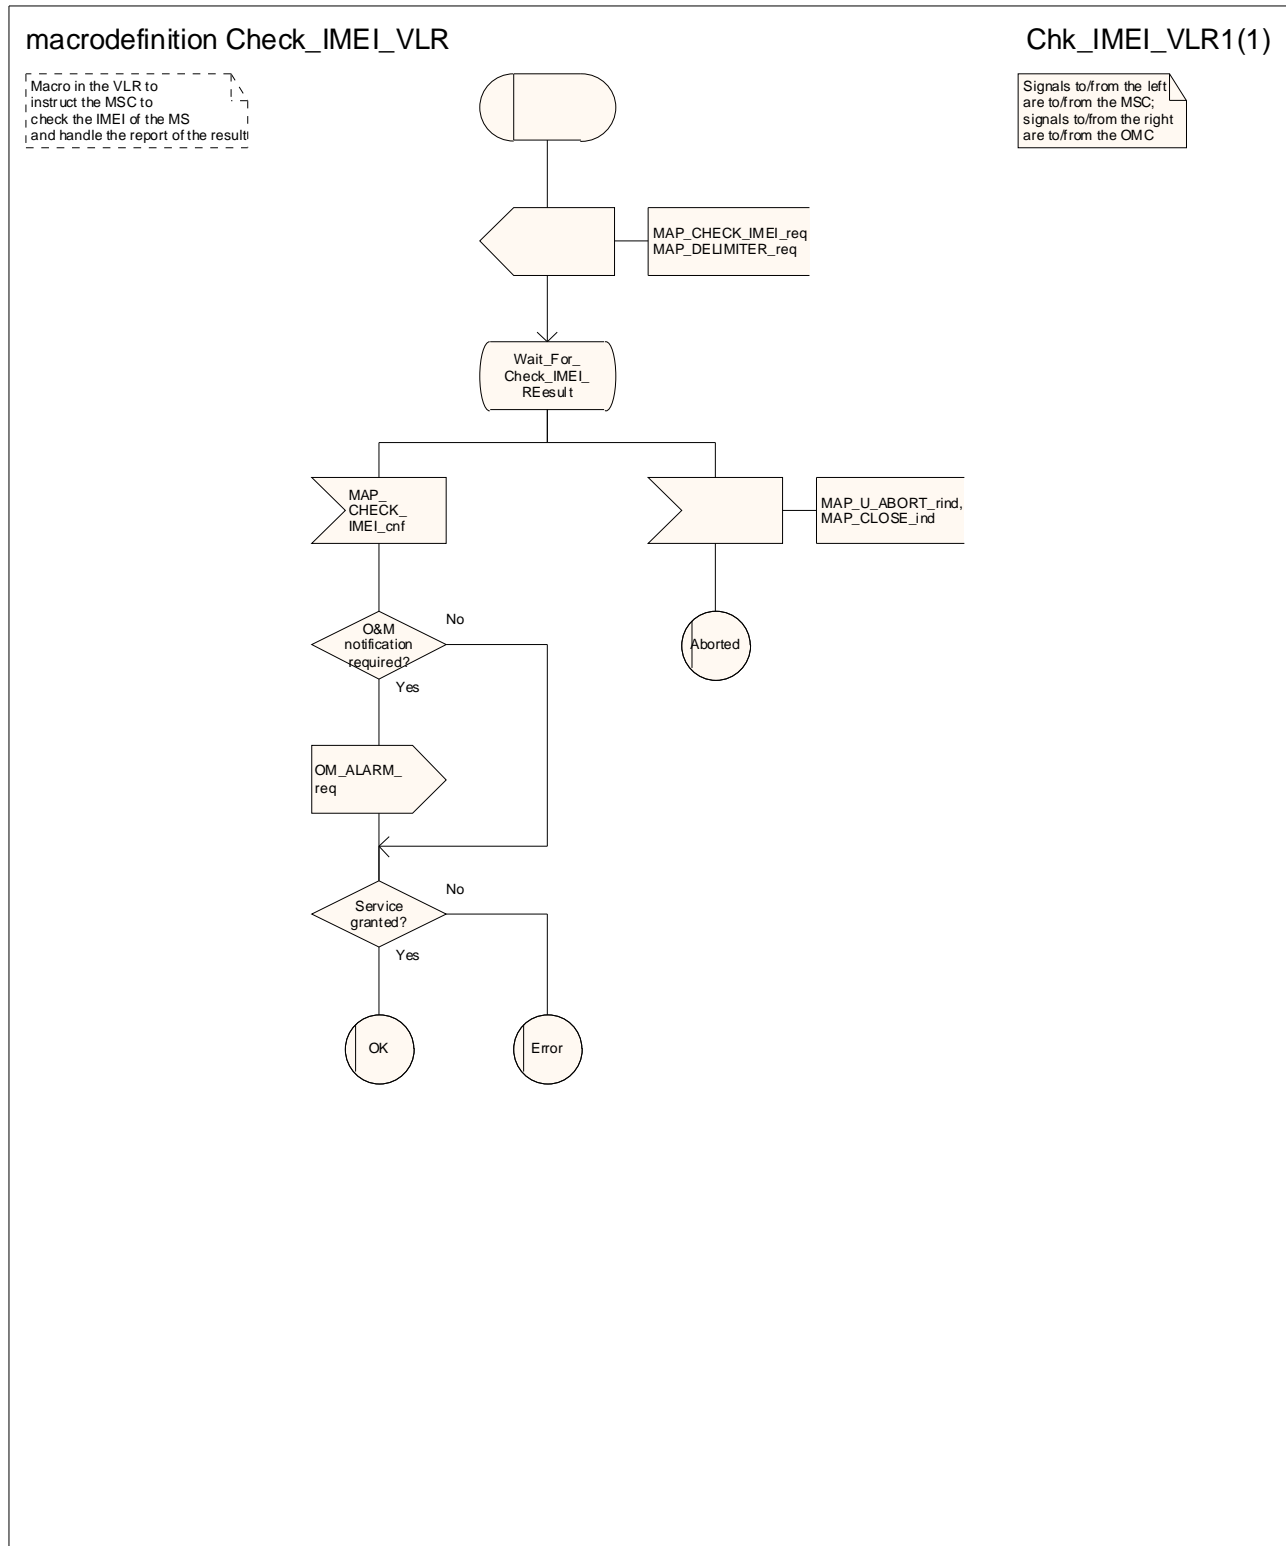 macrodefinition Check_IMEI_VLR
Chk_IMEI_VLR1(1)
Macro in the VLR to
instruct the MSC to
check the IMEI of the MS
and handle the report of the result
Signals to/from the left
are to/from the MSC;
signals to/from the right
are to/from the OMC
MAP_CHECK_IMEI_req
MAP_DELIMITER_req
Wait_For_
Check_IMEI_
REesult
MAP_
CHECK_
IMEI_cnf
MAP_U_ABORT_rind,
MAP_CLOSE_ind
O&M
notification
required?
No
Yes
Aborted
OM_ALARM_
req
Service
granted?
No
Yes
OK
Error